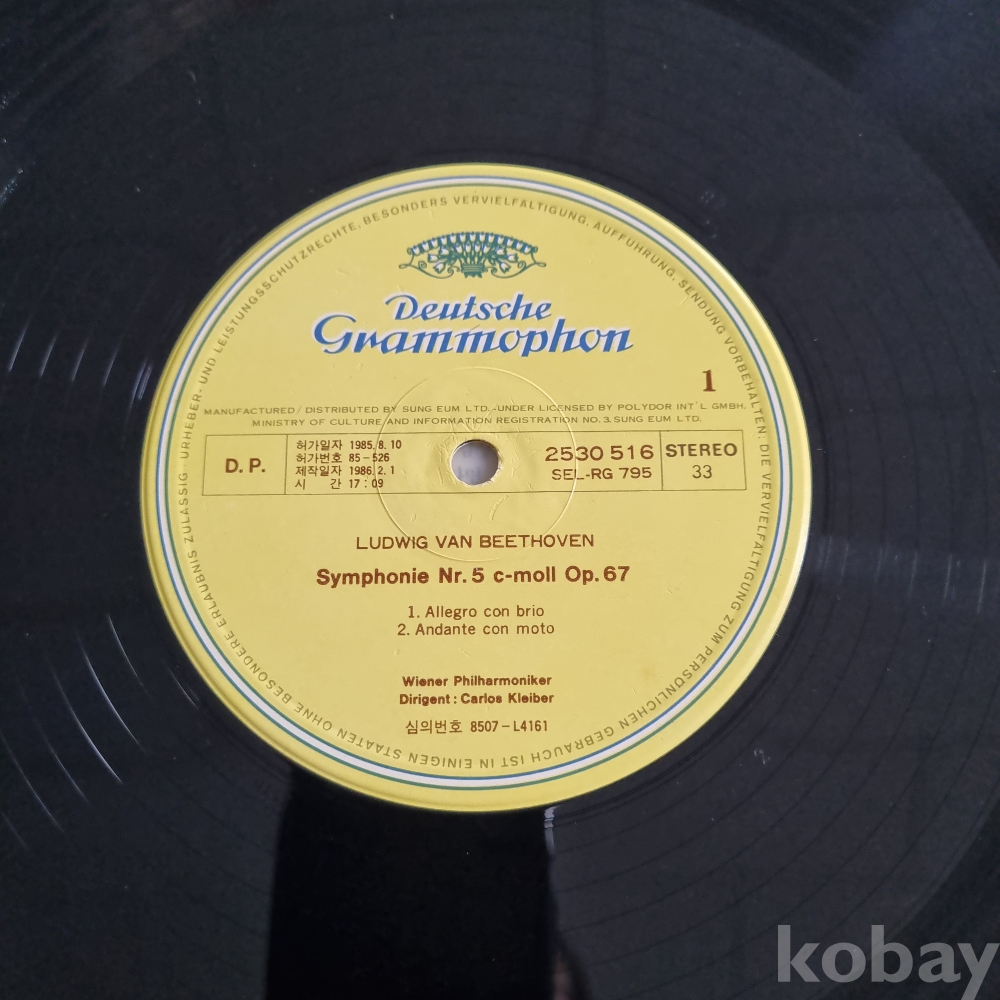 Deutsche
Grammophon
1
MANUFACTURED/ DISTRIBUTED BY SUNG EUM LTD.-UNDER LICENSED BY POLYDOR INT'L GMBH.
MINISTRY OF CULTURE AND INFORMATION REGISTRATION NO.3.SUNG EUM LTD.
D.P.
허가일자 1985.8.10
허가번호 85-526
제작일자 1986.2.1
시 간 17:09
2530 516
SEL-RG 795
STEREO
33
LUDWIG VAN BEETHOVEN
Symphonie Nr.5 c-moll Op.67
1. Allegro con brio
2. Andante con moto
Wiener Philharmoniker
Dirigent: Carlos Kleiber
심의번호 8507-L4161
URHEBER- UND LEISTUNGSSCHUTZRECHTE, BESONDERS VERVIELFÄLTIGUNG, AUFFÜHRUNG, SENDUNG VORBEHALTEN. DIE VERVIELFÄLTIGUNG ZUM PERSÖNLICHEN GEBRAUCH IST IN EINIGEN STAATEN OHNE BESONDERE ERLAUBNIS ZULÄSSIG ·
kobay